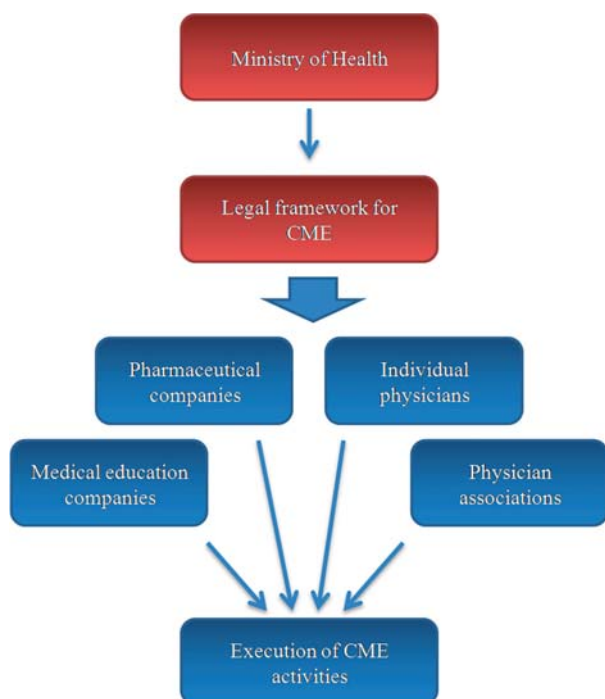 Ministry of Health
Legal framework for
CME
Pharmaceutical
companies
Individual
physicians
Medical education
companies
Physician
associations
Execution of CME
activities